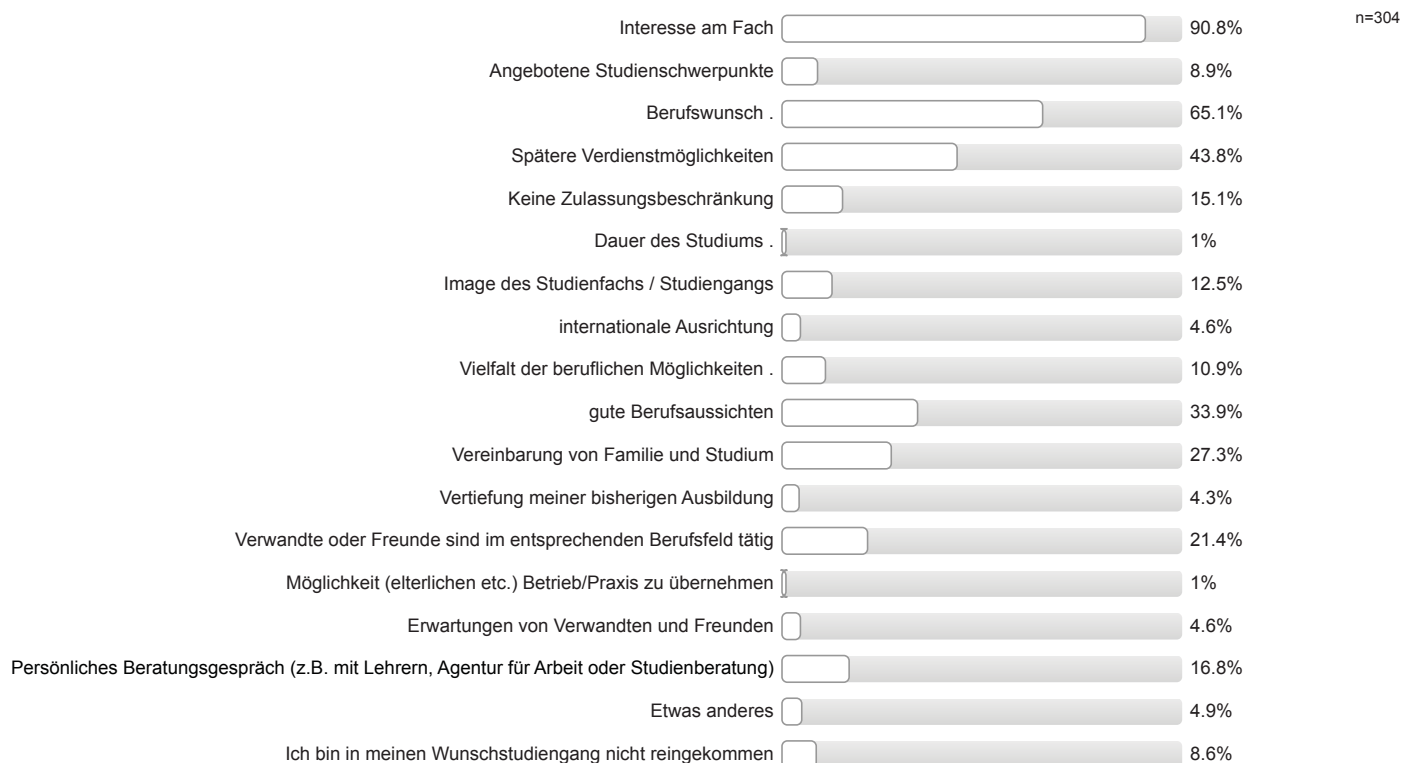 n=304
Interesse am Fach 90.8%
Angebotene Studienschwerpunkte 8.9%
Berufswunsch . 65.1%
Spätere Verdienstmöglichkeiten 43.8%
Keine Zulassungsbeschränkung 15.1%
Dauer des Studiums . 1%
Image des Studienfachs / Studiengangs 12.5%
internationale Ausrichtung 4.6%
Vielfalt der beruflichen Möglichkeiten . 10.9%
gute Berufsaussichten 33.9%
Vereinbarung von Familie und Studium 27.3%
Vertiefung meiner bisherigen Ausbildung 4.3%
Verwandte oder Freunde sind im entsprechenden Berufsfeld tätig 21.4%
Möglichkeit (elterlichen etc.) Betrieb/Praxis zu übernehmen 1%
Erwartungen von Verwandten und Freunden 4.6%
Persönliches Beratungsgespräch (z.B. mit Lehrern, Agentur für Arbeit oder Studienberatung) 16.8%
Etwas anderes 4.9%
Ich bin in meinen Wunschstudiengang nicht reingekommen 8.6%